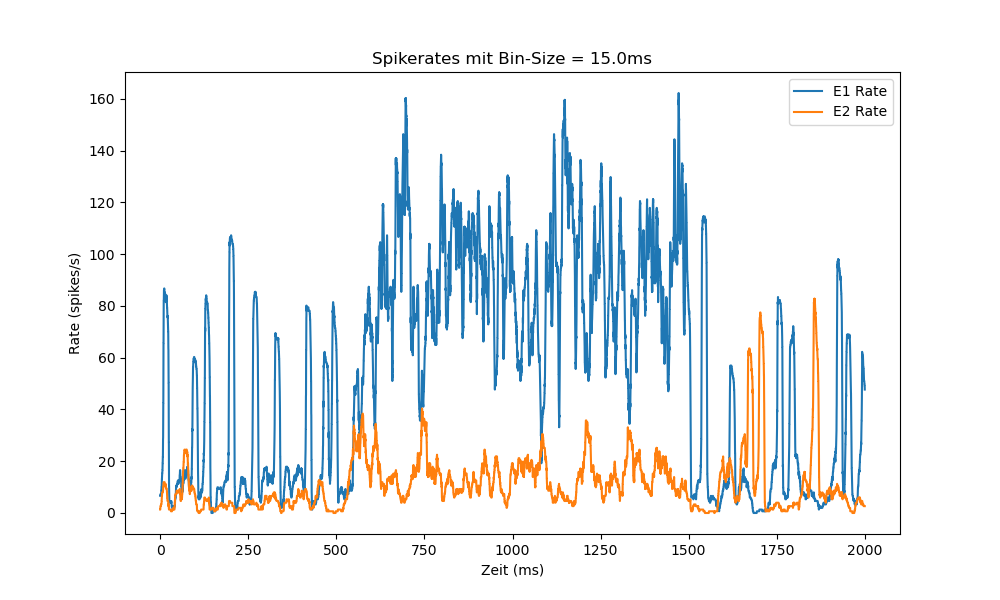 Spikerates mit Bin-Size = 15.0ms
E1 Rate
E2 Rate
Rate (spikes/s)
160
140
120
100
80
60
40
20
0
0 250 500 750 1000 1250 1500 1750 2000
Zeit (ms)